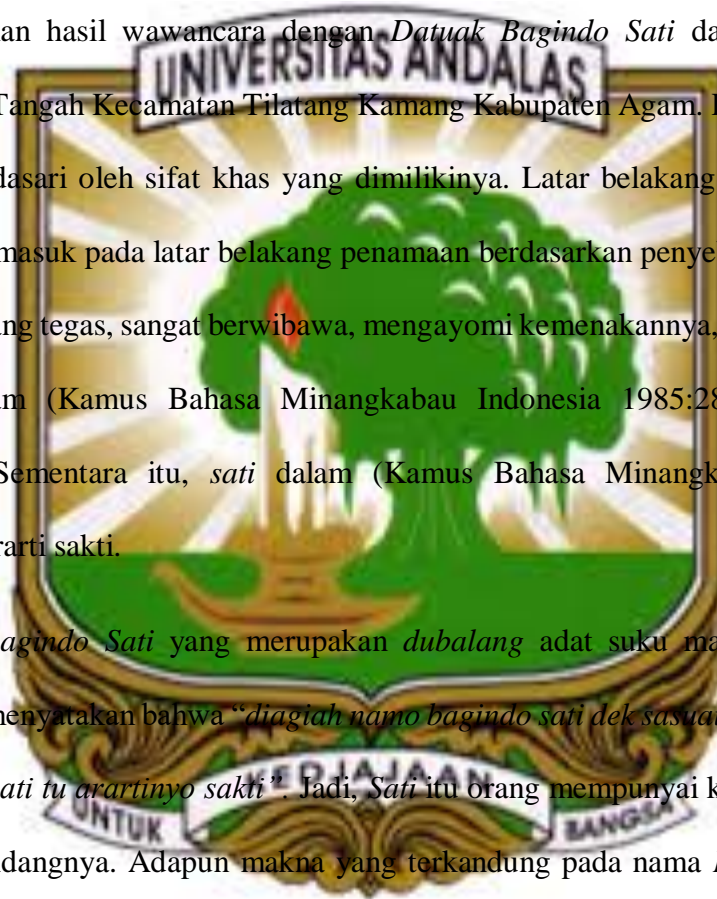 an hasil wawancara dengan Datuak Bagindo Sati da
UNIVERSITAS ANDALAS
Tangah Kecamatan Tilatang Kamang Kabupaten Agam.
dasari oleh sifat khas yang dimilikinya. Latar belakang
masuk pada latar belakang penamaan berdasarkan penye
ng tegas, sangat berwibawa, mengayomi kemenakannya,
m (Kamus Bahasa Minangkabau Indonesia 1985:28
Sementara itu, sati dalam (Kamus Bahasa Minangk
rarti sakti.
agindo Sati yang merupakan dubalang adat suku ma
menyatakan bahwa “diagiah namo bagindo sati dek sasuai
ati tu arartinyo sakti”. Jadi, Sati itu orang mempunyai k
UNTUK KEDJAJAAN BANGSA
dangnya. Adapun makna yang terkandung pada nama